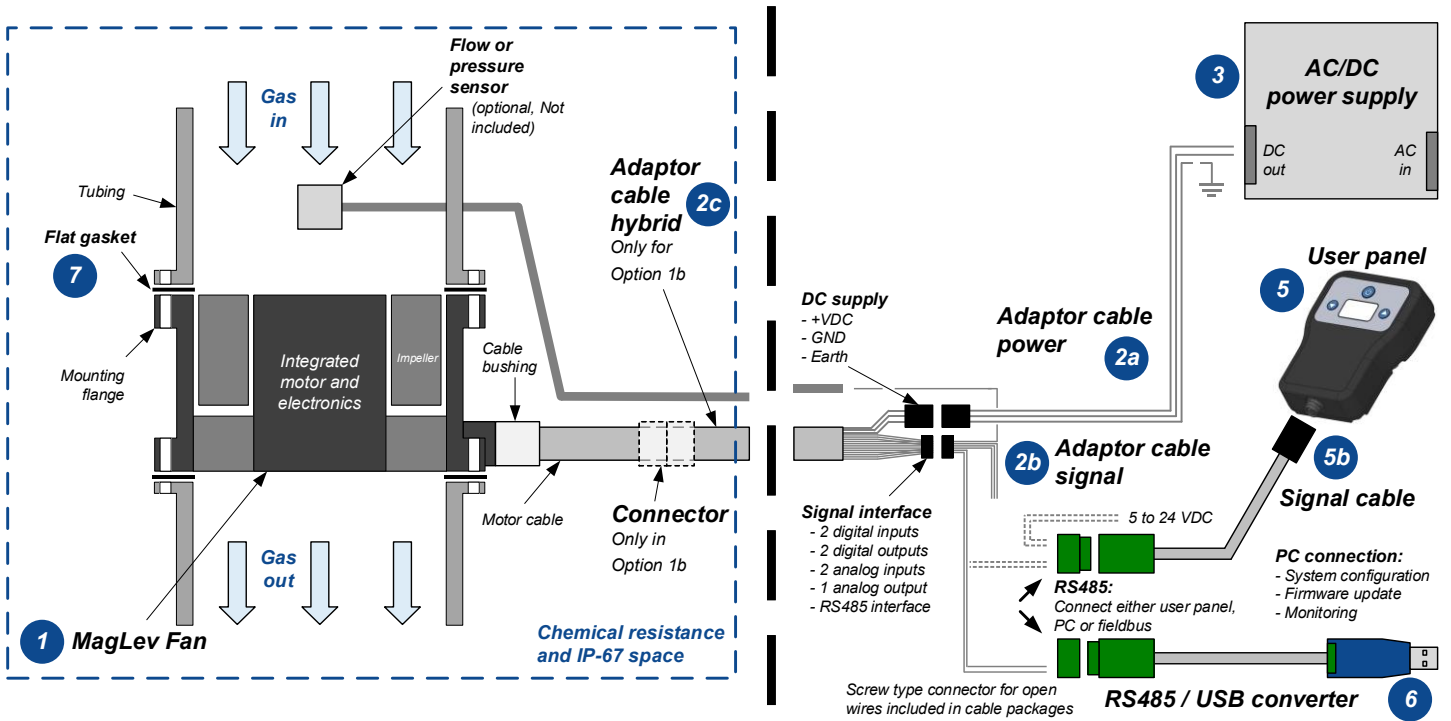 Flow or
pressure
sensor
(optional, Not
included)
Gas
in
Tubing
Flat gasket
7
Mounting
flange
Integrated
motor and
electronics
Impeller
Cable
bushing
Adaptor
cable
hybrid
2c
Only for
Option 1b
Motor cable
Connector
Only in
Option 1b
Gas
out
1 MagLev Fan
Chemical resistance
and IP-67 space
3
AC/DC
power supply
DC
out
AC
in
DC supply
- +VDC
- GND
- Earth
Adaptor cable
power
2a
User panel
5
2b
Adaptor cable
signal
5b
Signal cable
Signal interface
- 2 digital inputs
- 2 digital outputs
- 2 analog inputs
- 1 analog output
- RS485 interface
5 to 24 VDC
RS485:
Connect either user panel,
PC or fieldbus
PC connection:
- System configuration
- Firmware update
- Monitoring
Screw type connector for open
wires included in cable packages
RS485 / USB converter
6